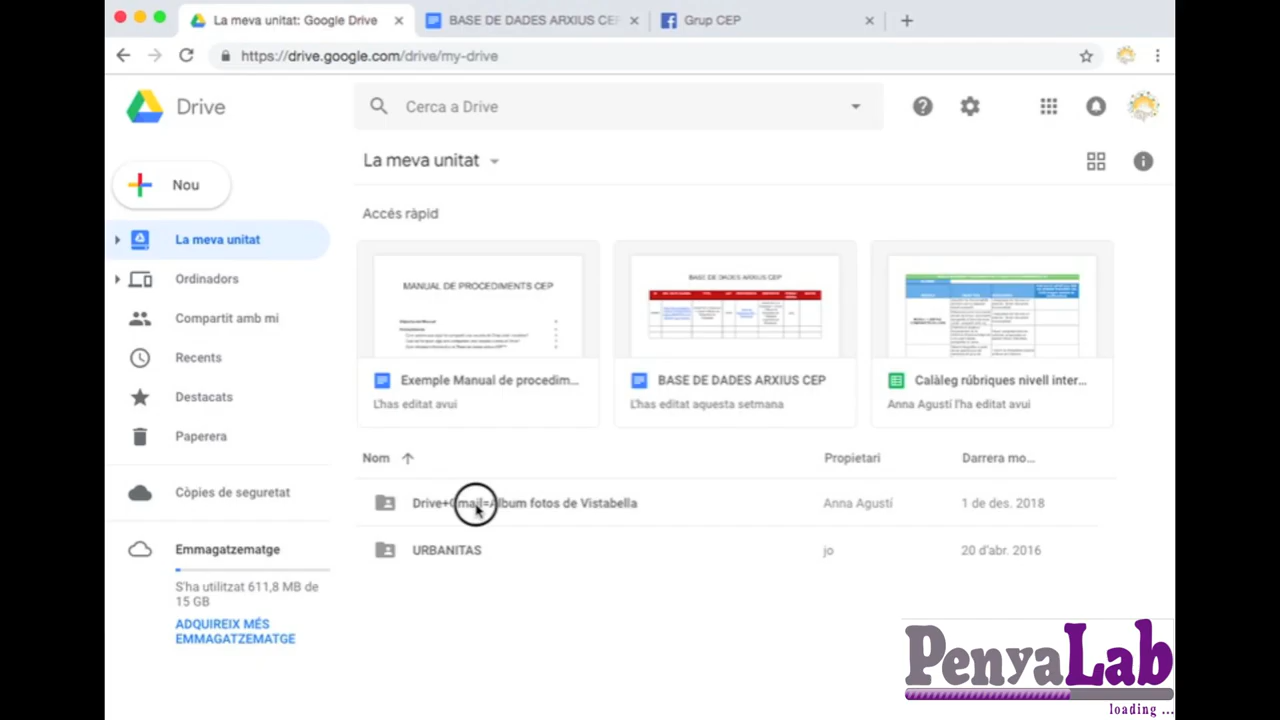 La meva unitat: Google Drive
BASE DE DADES ARXIUS CEP
Grup CEP
https://drive.google.com/drive/my-drive
Drive
Cerca a Drive
La meva unitat
Nou
Accés ràpid
La meva unitat
Ordinadors
Compartit amb mi
Recents
Destacats
Paperera
Còpies de seguretat
Emmagatzematge
S'ha utilitzat 611,8 MB de
15 GB
ADQUIREIX MÉS
EMMAGATZEMATGE
MANUAL DE PROCEDIMENTS CEP
Exemple Manual de procedim...
L'has editat avui
BASE DE DADES ARXIUS CEP
BASE DE DADES ARXIUS CEP
L'has editat aquesta setmana
Calàleg rúbriques nivell inter...
Anna Agustí l'ha editat avui
Nom Propietari Darrera mo...
Drive+Gmail=Album fotos de Vistabella Anna Agustí 1 de des. 2018
URBANITAS jo 20 d'abr. 2016
PenyaLab
loading ...